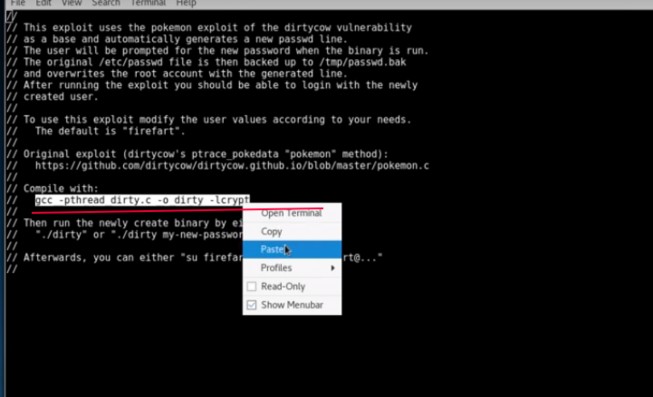 File Edit View Search Terminal Help
//
// This exploit uses the pokemon exploit of the dirtycow vulnerability
// as a base and automatically generates a new passwd line.
// The user will be prompted for the new password when the binary is run.
// The original /etc/passwd file is then backed up to /tmp/passwd.bak
// and overwrites the root account with the generated line.
// After running the exploit you should be able to login with the newly
// created user.
//
// To use this exploit modify the user values according to your needs.
//   The default is "firefart".
//
// Original exploit (dirtycow's ptrace_pokedata "pokemon" method):
//   https://github.com/dirtycow/dirtycow.github.io/blob/master/pokemon.c
//
// Compile with:
//   gcc -pthread dirty.c -o dirty -lcrypt
//
// Then run the newly create binary by ei
//   "./dirty" or "./dirty my-new-passwor
//
// Afterwards, you can either "su firefar rt@..."
//
Open Terminal
Copy
Paste
Profiles
Read-Only
Show Menubar